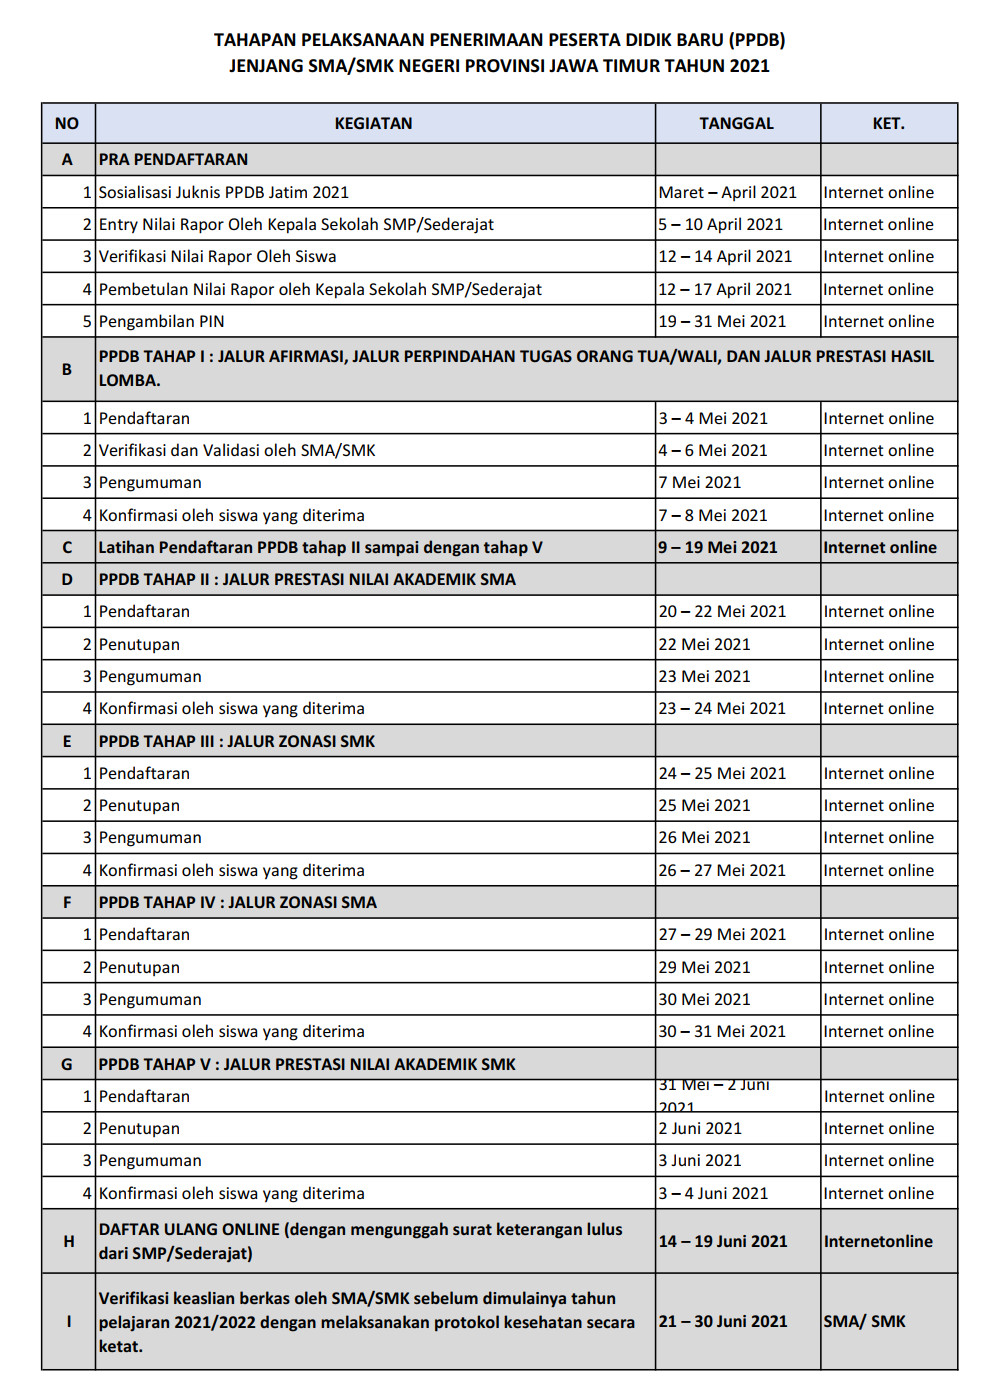 TAHAPAN PELAKSANAAN PENERIMAAN PESERTA DIDIK BARU (PPDB)
JENJANG SMA/SMK NEGERI PROVINSI JAWA TIMUR TAHUN 2021
NO KEGIATAN TANGGAL KET.
A PRA PENDAFTARAN
1 Sosialisasi Juknis PPDB Jatim 2021 Maret – April 2021 Internet online
2 Entry Nilai Rapor Oleh Kepala Sekolah SMP/Sederajat 5 – 10 April 2021 Internet online
3 Verifikasi Nilai Rapor Oleh Siswa 12 – 14 April 2021 Internet online
4 Pembetulan Nilai Rapor oleh Kepala Sekolah SMP/Sederajat 12 – 17 April 2021 Internet online
5 Pengambilan PIN 19 – 31 Mei 2021 Internet online
B PPDB TAHAP I : JALUR AFIRMASI, JALUR PERPINDAHAN TUGAS ORANG TUA/WALI, DAN JALUR PRESTASI HASIL
LOMBA.
1 Pendaftaran 3 – 4 Mei 2021 Internet online
2 Verifikasi dan Validasi oleh SMA/SMK 4 – 6 Mei 2021 Internet online
3 Pengumuman 7 Mei 2021 Internet online
4 Konfirmasi oleh siswa yang diterima 7 – 8 Mei 2021 Internet online
C Latihan Pendaftaran PPDB tahap II sampai dengan tahap V 9 – 19 Mei 2021 Internet online
D PPDB TAHAP II : JALUR PRESTASI NILAI AKADEMIK SMA
1 Pendaftaran 20 – 22 Mei 2021 Internet online
2 Penutupan 22 Mei 2021 Internet online
3 Pengumuman 23 Mei 2021 Internet online
4 Konfirmasi oleh siswa yang diterima 23 – 24 Mei 2021 Internet online
E PPDB TAHAP III : JALUR ZONASI SMK
1 Pendaftaran 24 – 25 Mei 2021 Internet online
2 Penutupan 25 Mei 2021 Internet online
3 Pengumuman 26 Mei 2021 Internet online
4 Konfirmasi oleh siswa yang diterima 26 – 27 Mei 2021 Internet online
F PPDB TAHAP IV : JALUR ZONASI SMA
1 Pendaftaran 27 – 29 Mei 2021 Internet online
2 Penutupan 29 Mei 2021 Internet online
3 Pengumuman 30 Mei 2021 Internet online
4 Konfirmasi oleh siswa yang diterima 30 – 31 Mei 2021 Internet online
G PPDB TAHAP V : JALUR PRESTASI NILAI AKADEMIK SMK
1 Pendaftaran 31 Mei – 2 Juni 2021 Internet online
2 Penutupan 2 Juni 2021 Internet online
3 Pengumuman 3 Juni 2021 Internet online
4 Konfirmasi oleh siswa yang diterima 3 – 4 Juni 2021 Internet online
H DAFTAR ULANG ONLINE (dengan mengunggah surat keterangan lulus
dari SMP/Sederajat) 14 – 19 Juni 2021 Internetonline
I Verifikasi keaslian berkas oleh SMA/SMK sebelum dimulainya tahun
pelajaran 2021/2022 dengan melaksanakan protokol kesehatan secara
ketat. 21 – 30 Juni 2021 SMA/ SMK